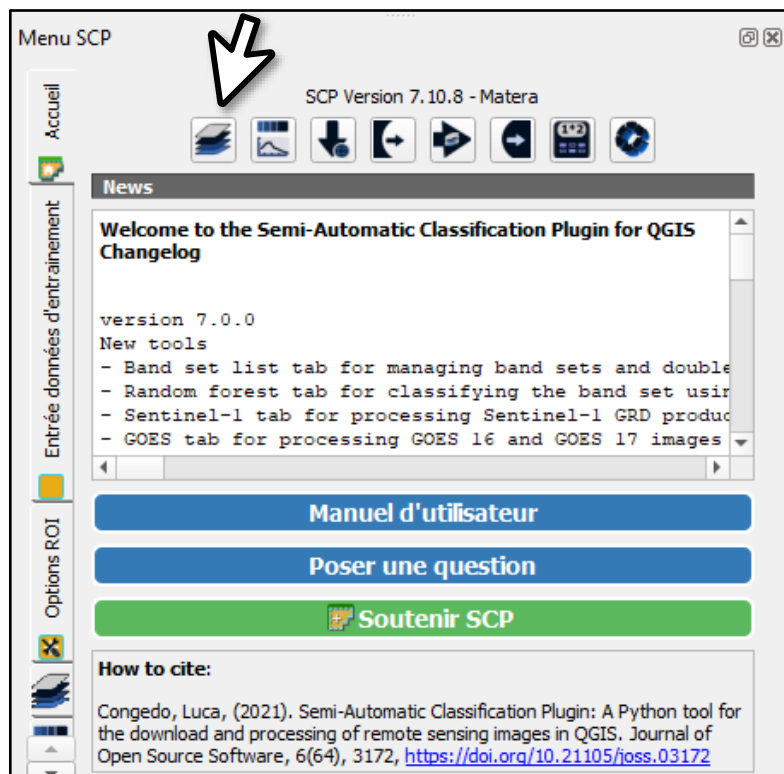 Menu SCP
SCP Version 7.10.8 - Matera
Accueil
Entrée données d'entrainement
Options ROI
1*2
News
Welcome to the Semi-Automatic Classification Plugin for QGIS
Changelog
version 7.0.0
New tools
- Band set list tab for managing band sets and double
- Random forest tab for classifying the band set usin
- Sentinel-1 tab for processing Sentinel-1 GRD produc
- GOES tab for processing GOES 16 and GOES 17 images
Manuel d'utilisateur
Poser une question
Soutenir SCP
How to cite:
Congedo, Luca, (2021). Semi-Automatic Classification Plugin: A Python tool for
the download and processing of remote sensing images in QGIS. Journal of
Open Source Software, 6(64), 3172, https://doi.org/10.21105/joss.03172